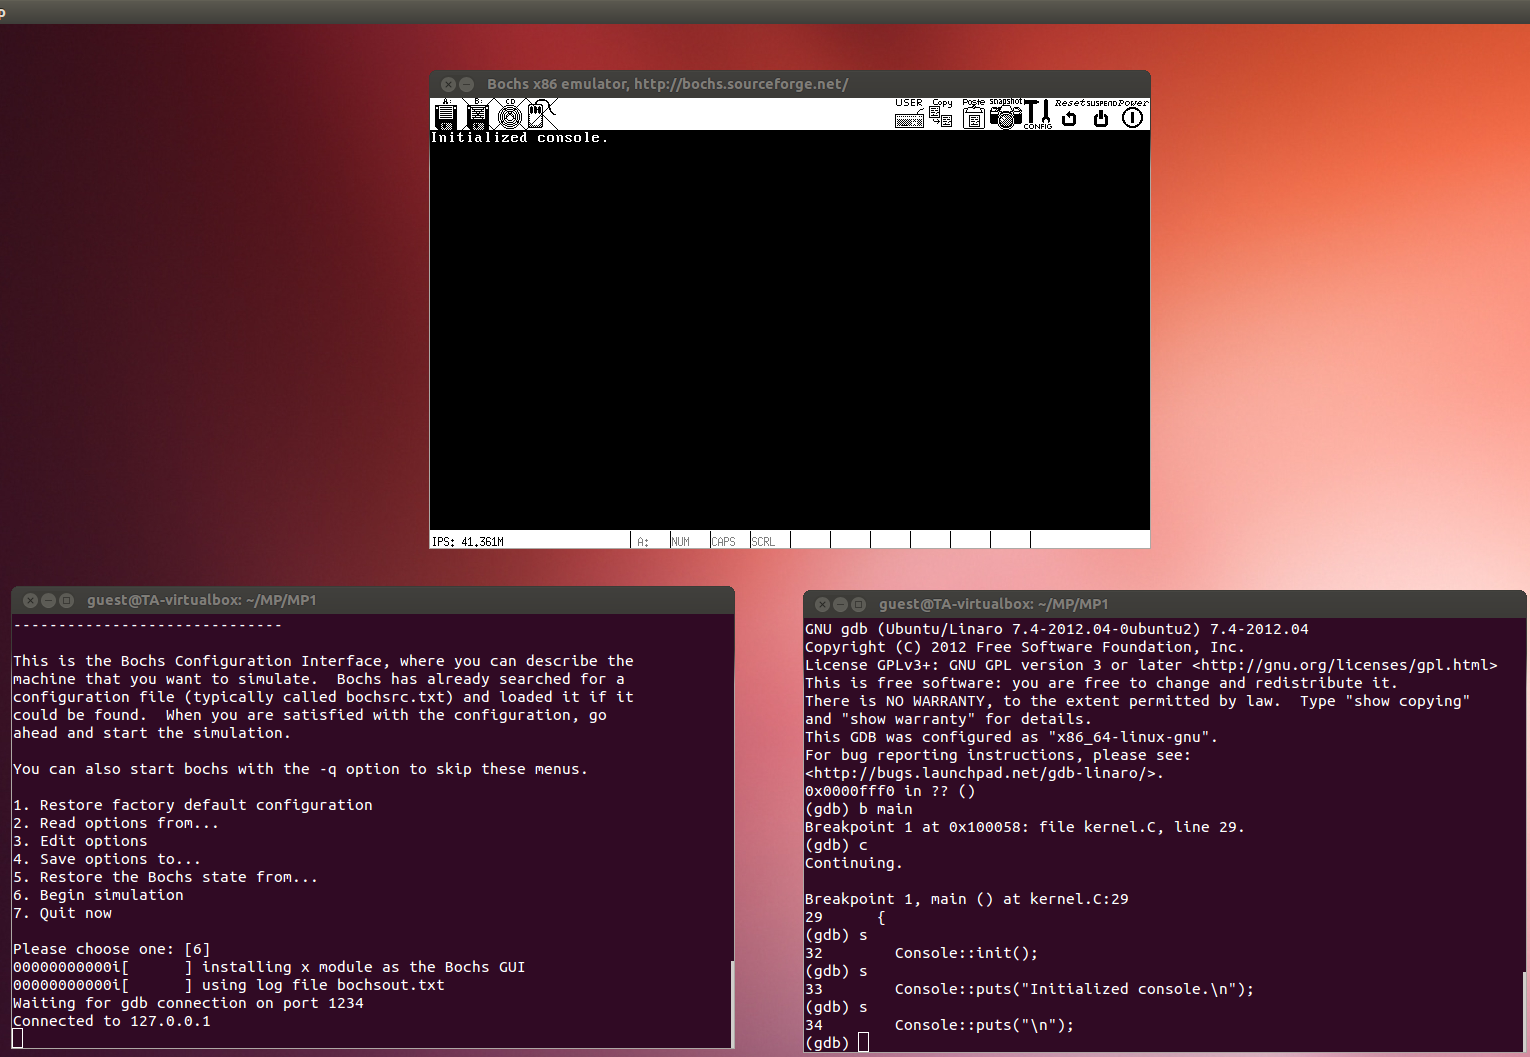 p
Bochs x86 emulator, http://bochs.sourceforge.net/
A: B: CD USER Copy Paste snapshot CONFIG Reset SUSPEND Power
Initialized console.
IPS: 41,361M A: NUM CAPS SCRL
guest@TA-virtualbox: ~/MP/MP1
------------------------------
This is the Bochs Configuration Interface, where you can describe the
machine that you want to simulate.  Bochs has already searched for a
configuration file (typically called bochsrc.txt) and loaded it if it
could be found.  When you are satisfied with the configuration, go
ahead and start the simulation.
You can also start bochs with the -q option to skip these menus.
1. Restore factory default configuration
2. Read options from...
3. Edit options
4. Save options to...
5. Restore the Bochs state from...
6. Begin simulation
7. Quit now
Please choose one: [6]
00000000000i[      ] installing x module as the Bochs GUI
00000000000i[      ] using log file bochsout.txt
Waiting for gdb connection on port 1234
Connected to 127.0.0.1
guest@TA-virtualbox: ~/MP/MP1
GNU gdb (Ubuntu/Linaro 7.4-2012.04-0ubuntu2) 7.4-2012.04
Copyright (C) 2012 Free Software Foundation, Inc.
License GPLv3+: GNU GPL version 3 or later <http://gnu.org/licenses/gpl.html>
This is free software: you are free to change and redistribute it.
There is NO WARRANTY, to the extent permitted by law.  Type "show copying"
and "show warranty" for details.
This GDB was configured as "x86_64-linux-gnu".
For bug reporting instructions, please see:
<http://bugs.launchpad.net/gdb-linaro/>.
0x0000fff0 in ?? ()
(gdb) b main
Breakpoint 1 at 0x100058: file kernel.C, line 29.
(gdb) c
Continuing.
Breakpoint 1, main () at kernel.C:29
29      {
(gdb) s
32        Console::init();
(gdb) s
33        Console::puts("Initialized console.\n");
(gdb) s
34        Console::puts("\n");
(gdb)